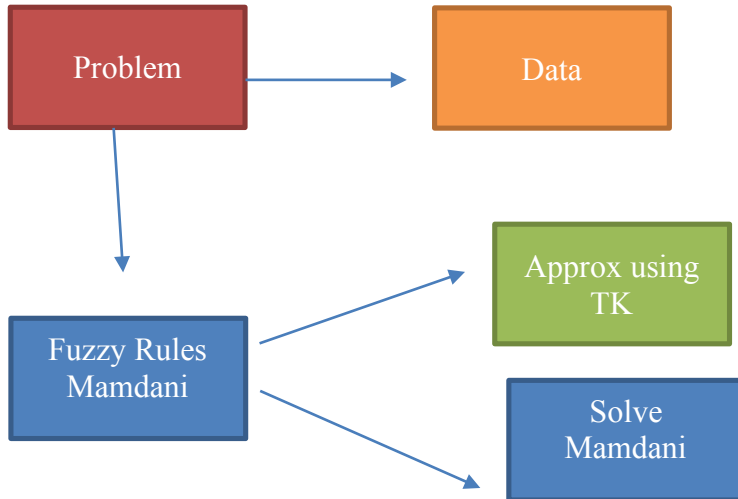 Problem
Data
Approx using
TK
Fuzzy Rules
Mamdani
Solve
Mamdani